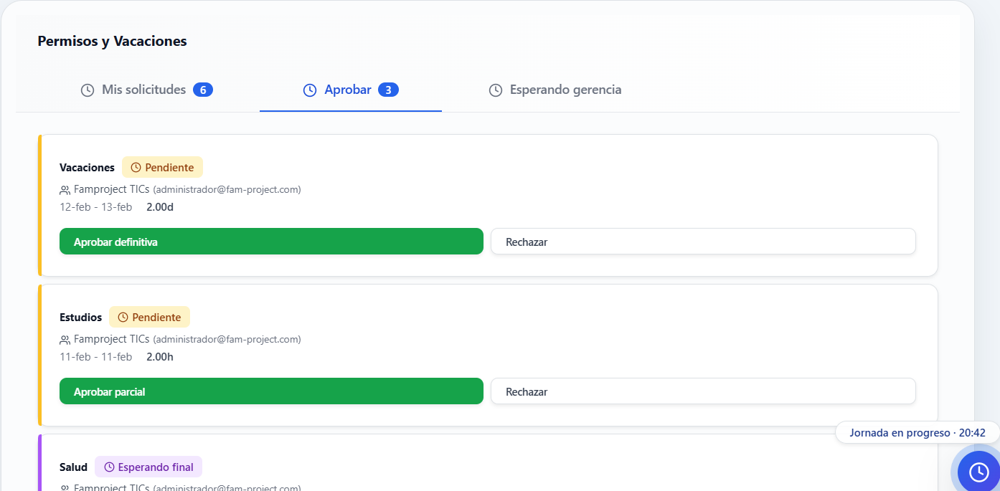 Permisos y Vacaciones
Mis solicitudes 6
Aprobar 3
Esperando gerencia
Vacaciones Pendiente
Famproject TICs (administrador@fam-project.com)
12-feb - 13-feb 2.00d
Aprobar definitiva Rechazar
Estudios Pendiente
Famproject TICs (administrador@fam-project.com)
11-feb - 11-feb 2.00h
Aprobar parcial Rechazar
Jornada en progreso · 20:42
Salud Esperando final
Famproject TICs (administrador@fam-project.com)